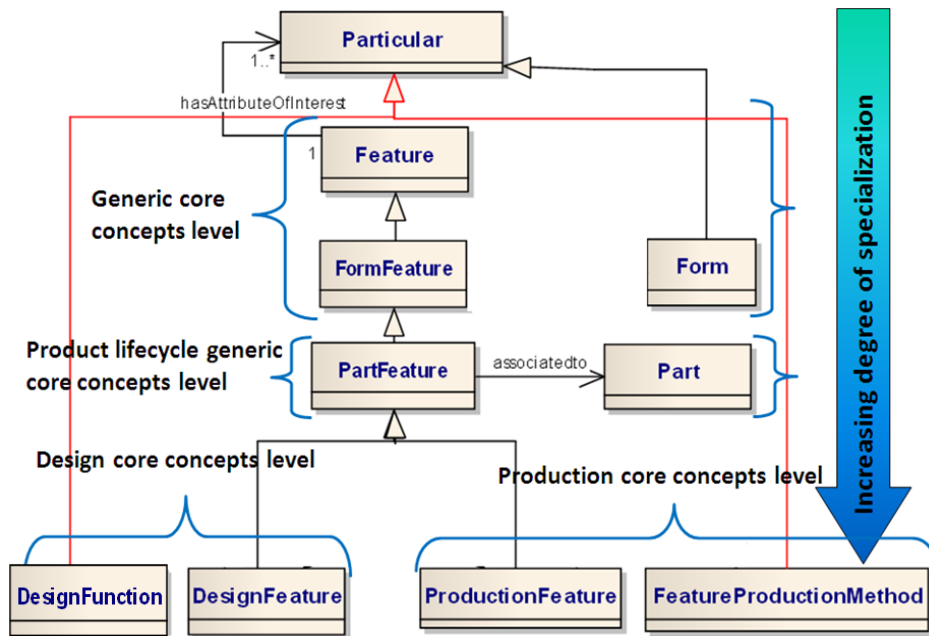 Particular
1..*
hasAttributeOfInterest
1
Feature
Generic core
concepts level
FormFeature
Form
Increasing degree of specialization
Product lifecycle generic
core concepts level
PartFeature
associatedto
Part
Design core concepts level
Production core concepts level
DesignFunction
DesignFeature
ProductionFeature
FeatureProductionMethod